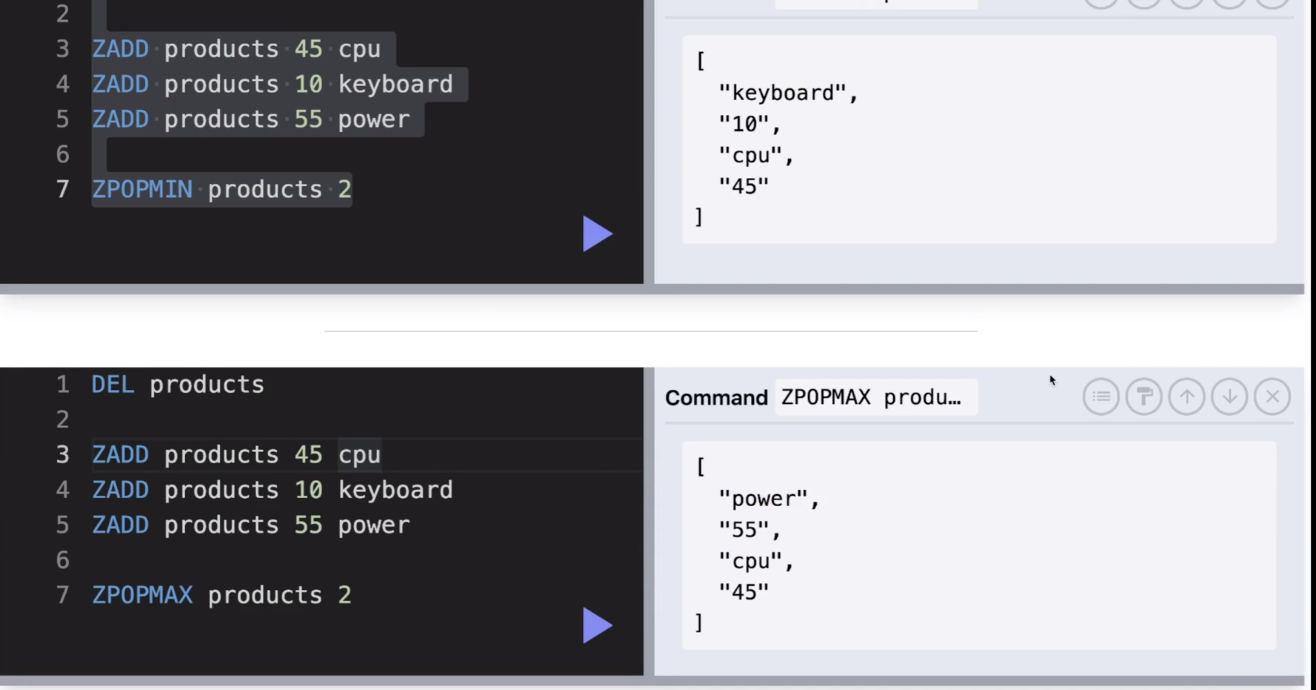 2
3 ZADD products 45 cpu
4 ZADD products 10 keyboard
5 ZADD products 55 power
6
7 ZPOPMIN products 2
[
"keyboard",
"10",
"cpu",
"45"
]
1 DEL products
2
3 ZADD products 45 cpu
4 ZADD products 10 keyboard
5 ZADD products 55 power
6
7 ZPOPMAX products 2
Command ZPOPMAX produ…
[
"power",
"55",
"cpu",
"45"
]